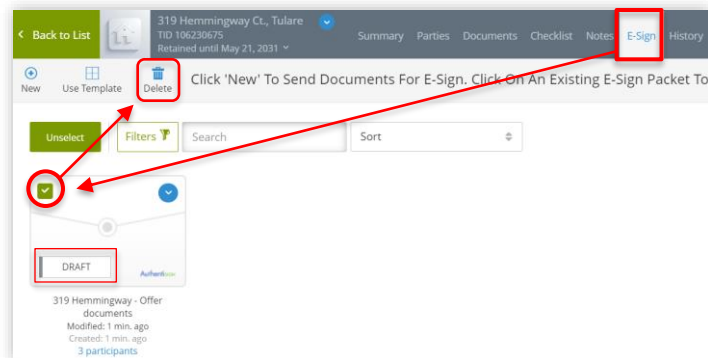 Back to List
319 Hemmingway Ct., Tulare
TID 106230675
Retained until May 21, 2031
Summary Parties Documents Checklist Notes E-Sign History
New Use Template Delete
Click 'New' To Send Documents For E-Sign. Click On An Existing E-Sign Packet To
Unselect Filters Search Sort
DRAFT
Authentisign
319 Hemmingway - Offer
documents
Modified: 1 min. ago
Created: 1 min. ago
3 participants